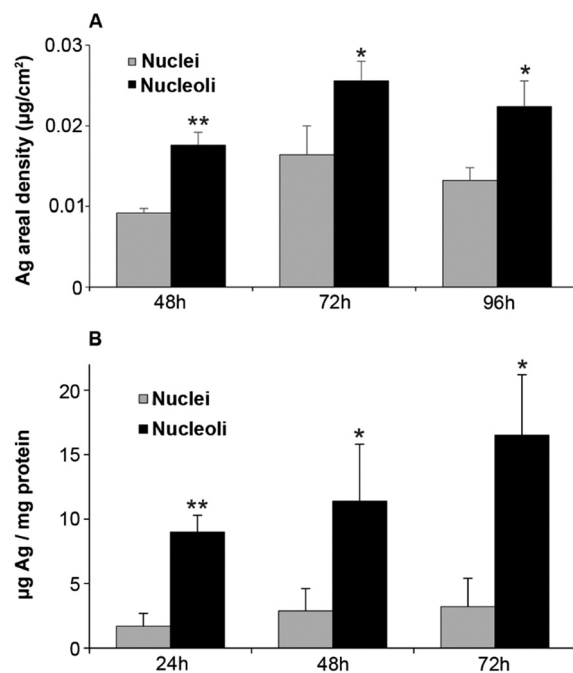 A
Ag areal density (µg/cm²)
0.03
0.02
0.01
0
Nuclei
Nucleoli
**
*
*
48h
72h
96h
B
µg Ag / mg protein
20
15
10
5
0
Nuclei
Nucleoli
**
*
*
24h
48h
72h